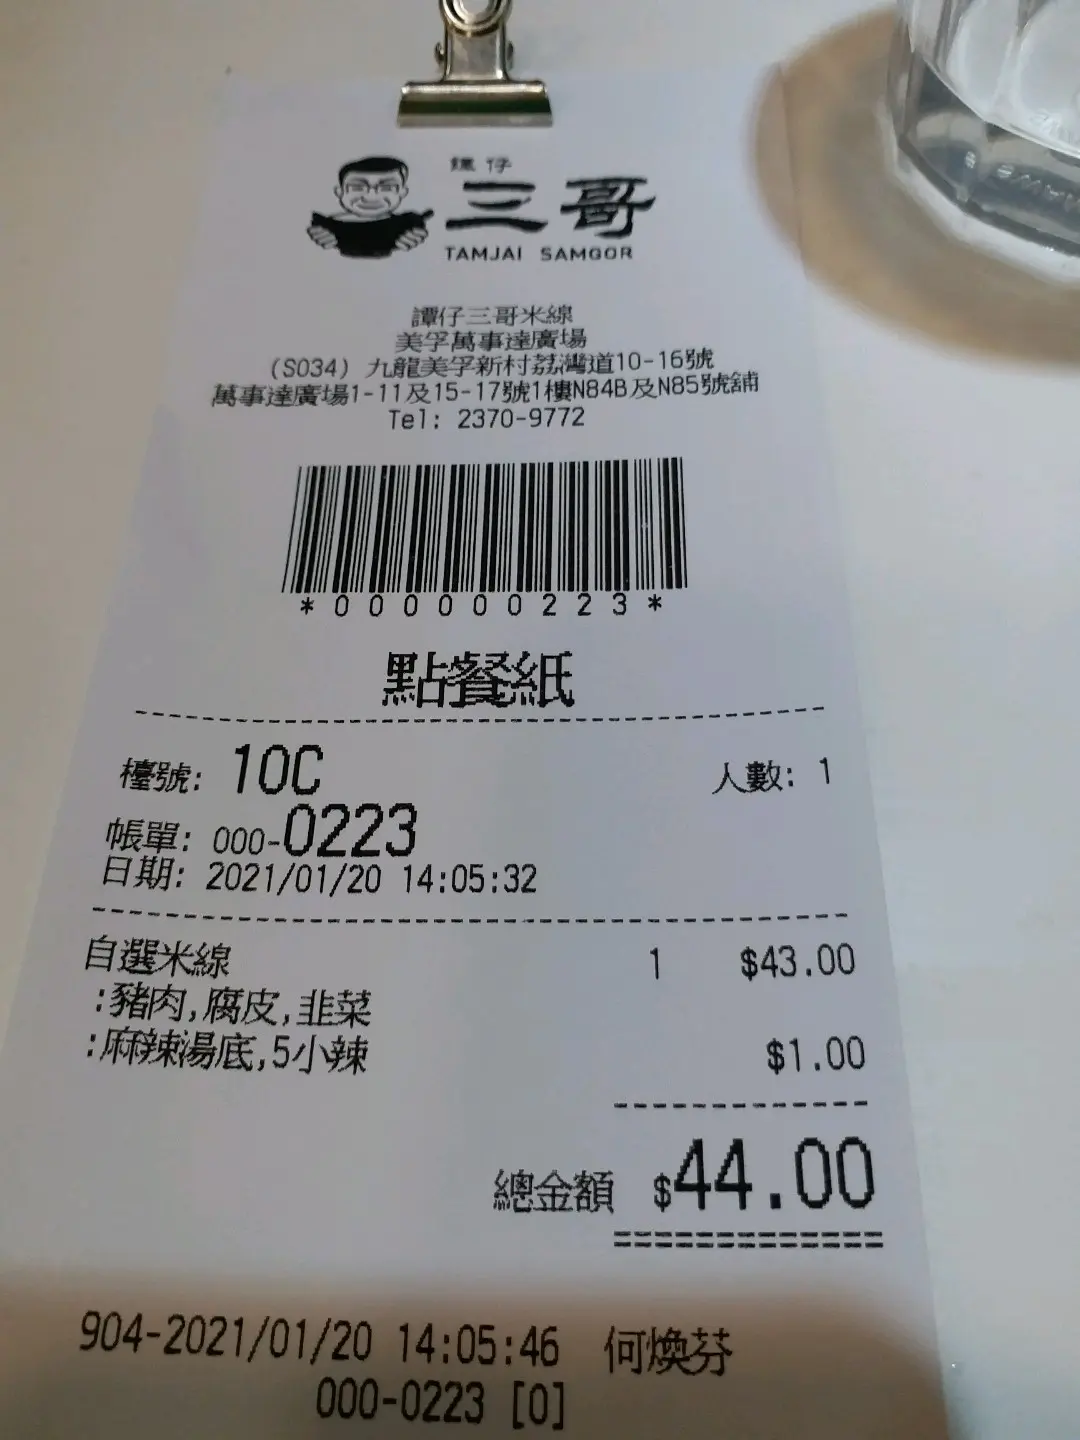 譚仔
三哥
TAMJAI SAMGOR
譚仔三哥米線
美孚萬事達廣場
(S034) 九龍美孚新村荔灣道10-16號
萬事達廣場1-11及15-17號1樓N84B及N85號舖
Tel: 2370-9772
*000000223*
點餐紙
檯號: 10C 人數: 1
帳單: 000-0223
日期: 2021/01/20 14:05:32
自選米線 1 $43.00
:豬肉,腐皮,韭菜
:麻辣湯底,5小辣 $1.00
總金額 $44.00
904-2021/01/20 14:05:46 何煥芬
000-0223 [0]